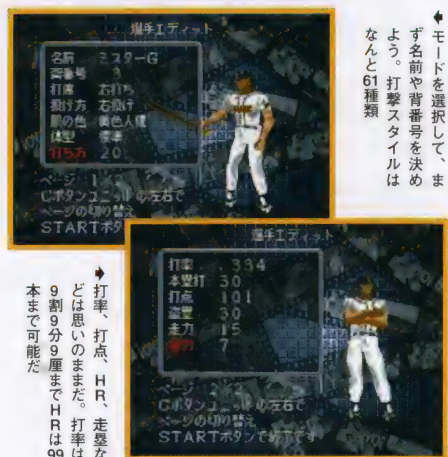 選手エディット
名前 ミスターG
背番号 3
打席 右打ち
投げ方 右投げ
肌の色 黄色人種
体型 標準
打ち方 20
ページ 1
Cボタンユニットの左右で
ページの切り替え
STARTボタ
➧モードを選択して、ま
ず名前や背番号を決め
よう。打撃スタイルは
なんと61種類
選手エディット
打率 .334
本塁打 30
打点 101
盗塁 30
走力 15
7
ページ 2/2
Cボタンユニットの左右で
ページの切り替え
STARTボタンで終了です
➧打率、打点、HR、走塁な
どは思いのままだ。打率は
9割9分9厘までHRは99
本まで可能だ